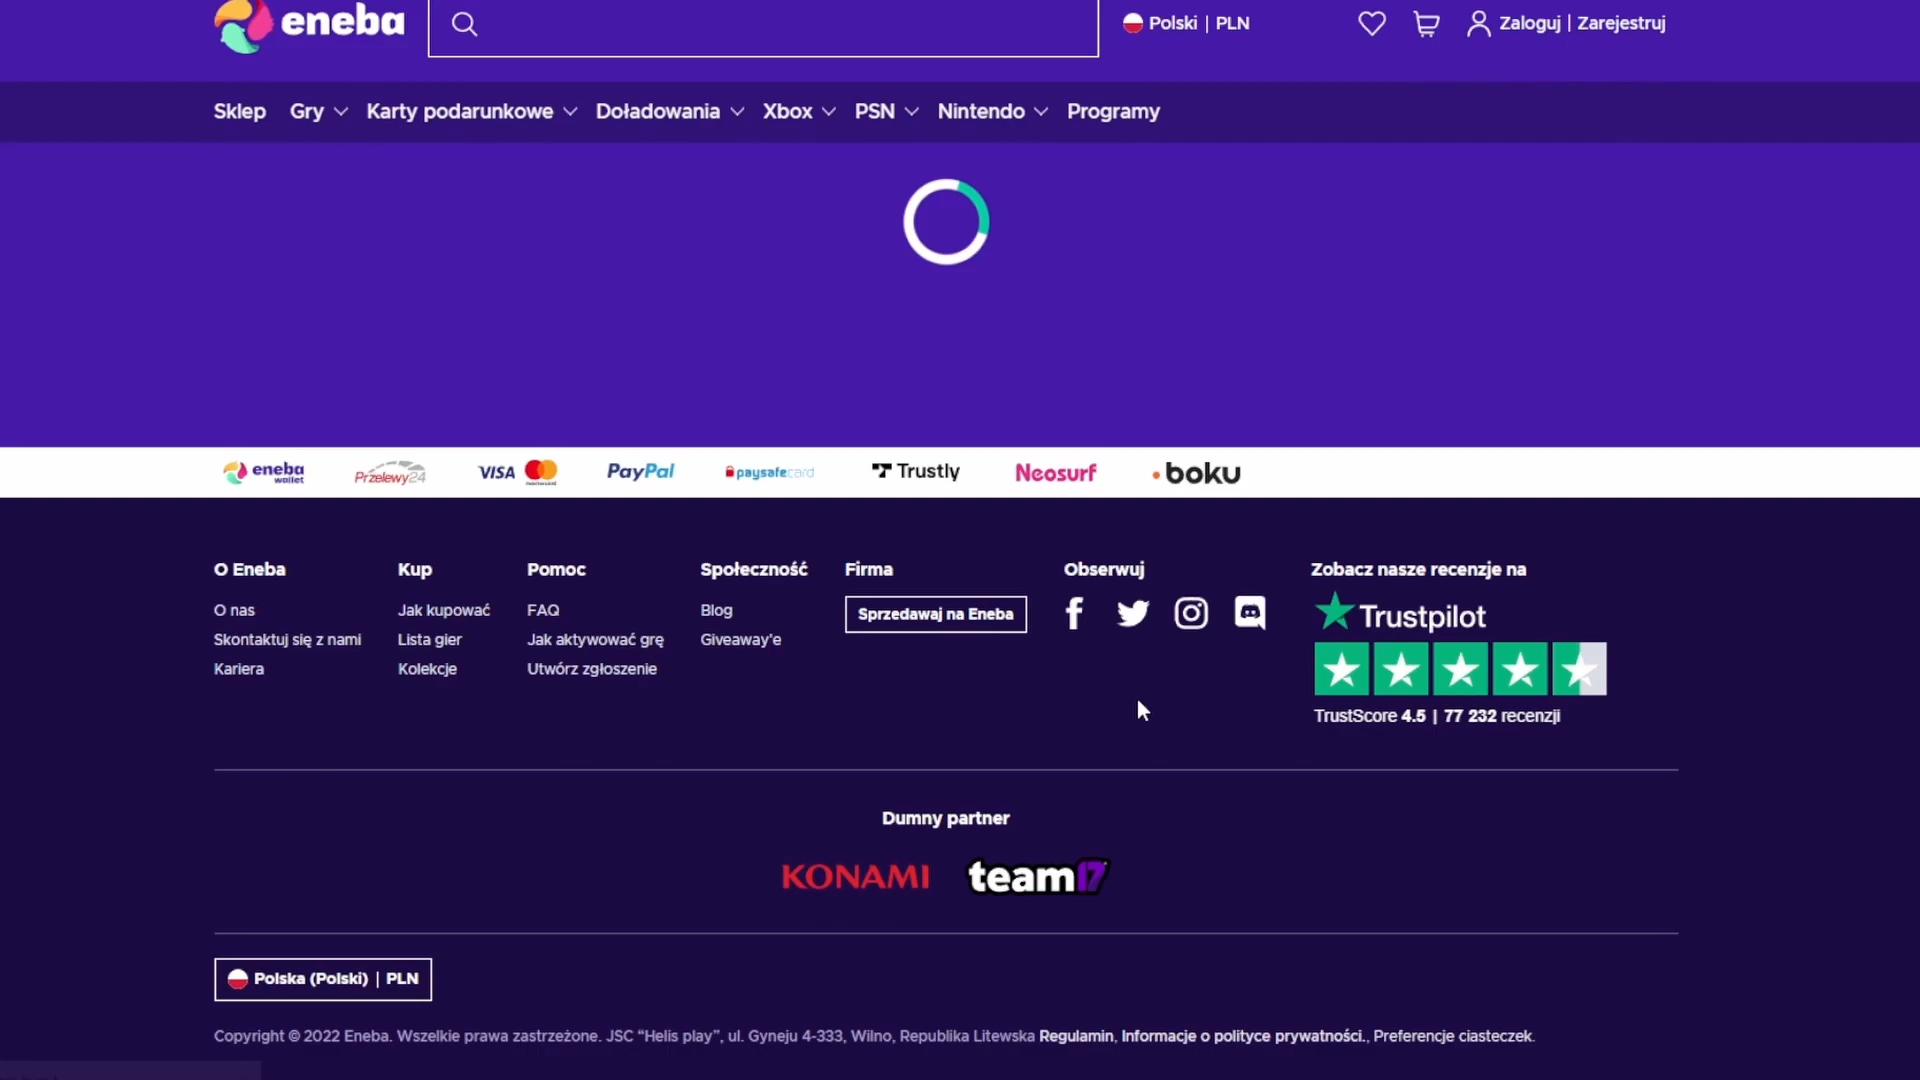 eneba
Polski | PLN
Zaloguj | Zarejestruj
Sklep Gry Karty podarunkowe Doładowania Xbox PSN Nintendo Programy
eneba wallet Przelewy24 VISA mastercard PayPal paysafecard Trustly Neosurf boku
O Eneba
O nas
Skontaktuj się z nami
Kariera
Kup
Jak kupować
Lista gier
Kolekcje
Pomoc
FAQ
Jak aktywować grę
Utwórz zgłoszenie
Społeczność
Blog
Giveaway'e
Firma
Sprzedawaj na Eneba
Obserwuj
Zobacz nasze recenzje na
Trustpilot
TrustScore 4.5 | 77 232 recenzji
Dumny partner
KONAMI team17
Polska (Polski) | PLN
Copyright © 2022 Eneba. Wszelkie prawa zastrzeżone. JSC “Helis play”, ul. Gyneju 4-333, Wilno, Republika Litewska Regulamin, Informacje o polityce prywatności., Preferencje ciasteczek.